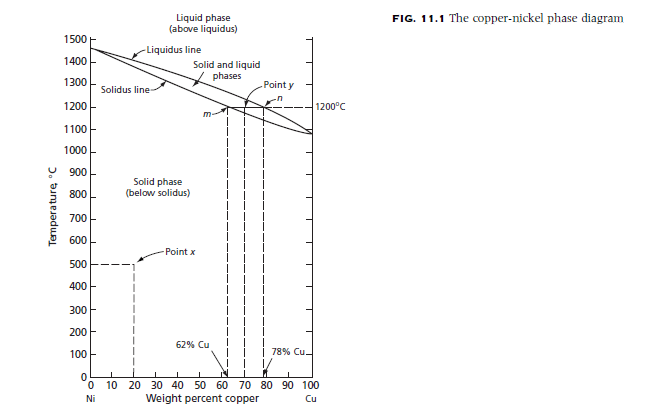 FIG. 11.1 The copper-nickel phase diagram
Liquid phase
(above liquidus)
1500
1400
1300
1200
1100
1000
900
800
700
600
500
400
300
200
100
0
Temperature, °C
Liquidus line
Solid and liquid
phases
Solidus line
Point y
n
m
1200°C
Solid phase
(below solidus)
Point x
62% Cu
78% Cu
0 10 20 30 40 50 60 70 80 90 100
Ni Weight percent copper Cu